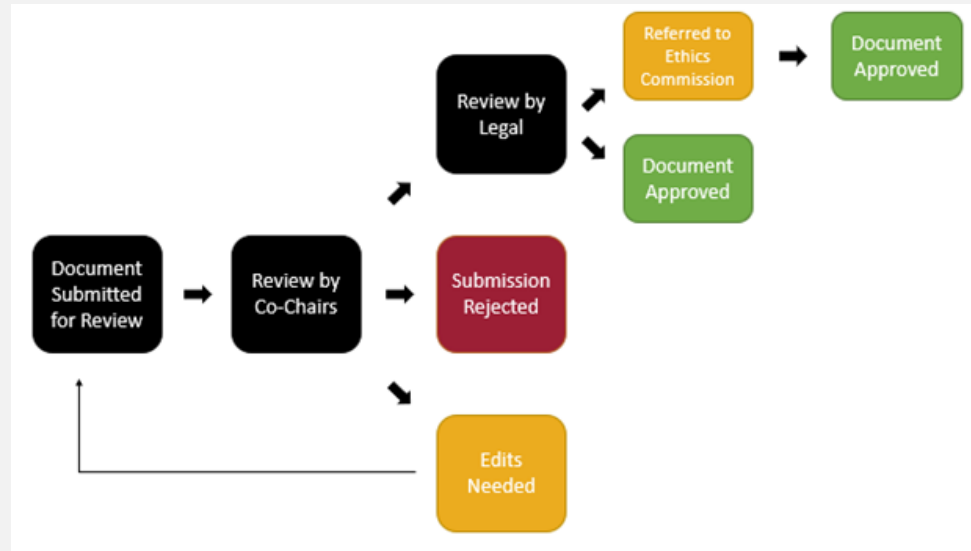 Document
Submitted
for Review
Review by
Co-Chairs
Review by
Legal
Referred to
Ethics
Commission
Document
Approved
Document
Approved
Submission
Rejected
Edits
Needed